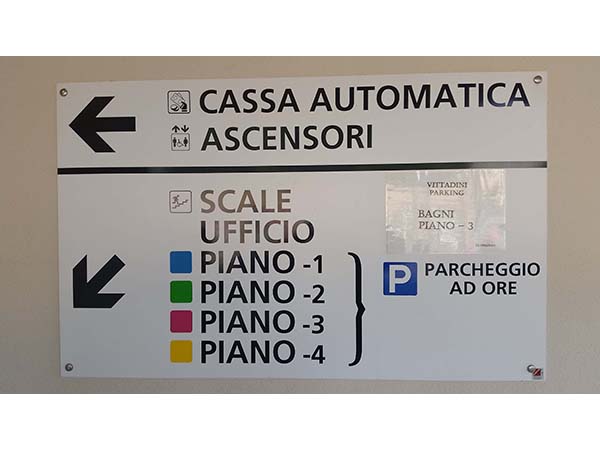 CASSA AUTOMATICA
ASCENSORI
SCALE
UFFICIO
PIANO -1
PIANO -2
PIANO -3
PIANO -4
VITTADINI
PARKING
BAGNI
PIANO – 3
P PARCHEGGIO
AD ORE